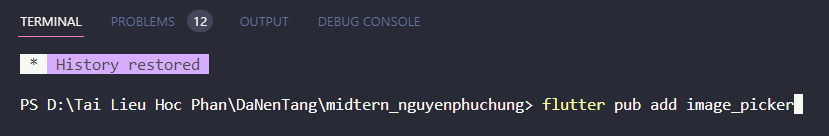 TERMINAL PROBLEMS 12 OUTPUT DEBUG CONSOLE
* History restored
PS D:\Tai Lieu Hoc Phan\DaNenTang\midtern_nguyenphuchung> flutter pub add image_picker